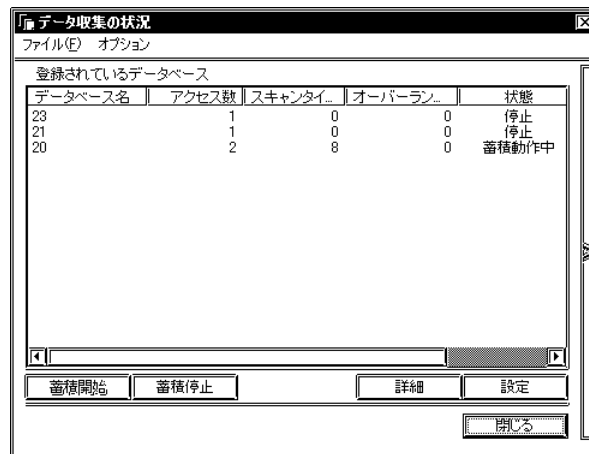 データ収集の状況
ファイル(F) オプション
登録されているデータベース
データベース名 アクセス数 スキャンタイ... オーバーラン... 状態
23 1 0 0 停止
21 1 0 0 停止
20 2 8 0 蓄積動作中
蓄積開始 蓄積停止 詳細 設定
閉じる